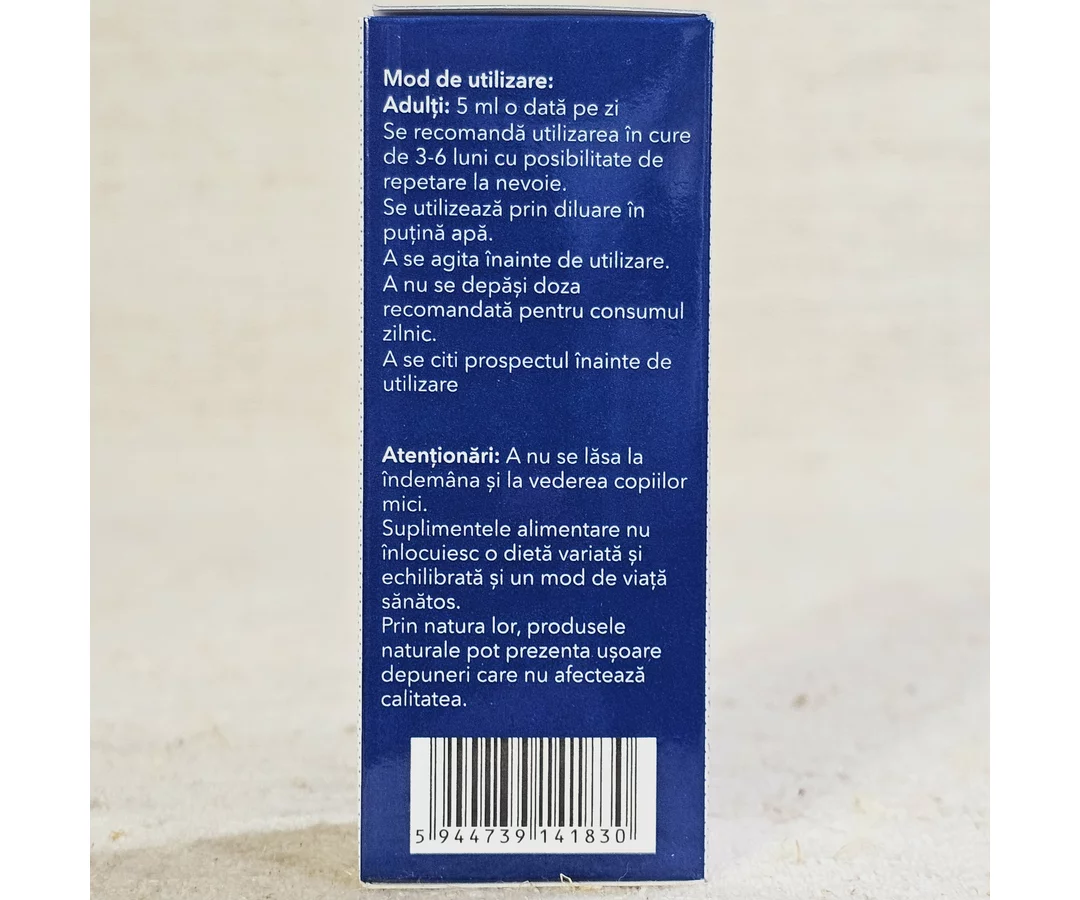 Mod de utilizare:
Adulți: 5 ml o dată pe zi
Se recomandă utilizarea în cure
de 3-6 luni cu posibilitate de
repetare la nevoie.
Se utilizează prin diluare în
puțină apă.
A se agita înainte de utilizare.
A nu se depăși doza
recomandată pentru consumul
zilnic.
A se citi prospectul înainte de
utilizare
Atenționări: A nu se lăsa la
îndemâna și la vederea copiilor
mici.
Suplimentele alimentare nu
înlocuiesc o dietă variată și
echilibrată și un mod de viață
sănătos.
Prin natura lor, produsele
naturale pot prezenta ușoare
depuneri care nu afectează
calitatea.
5 944739 141830